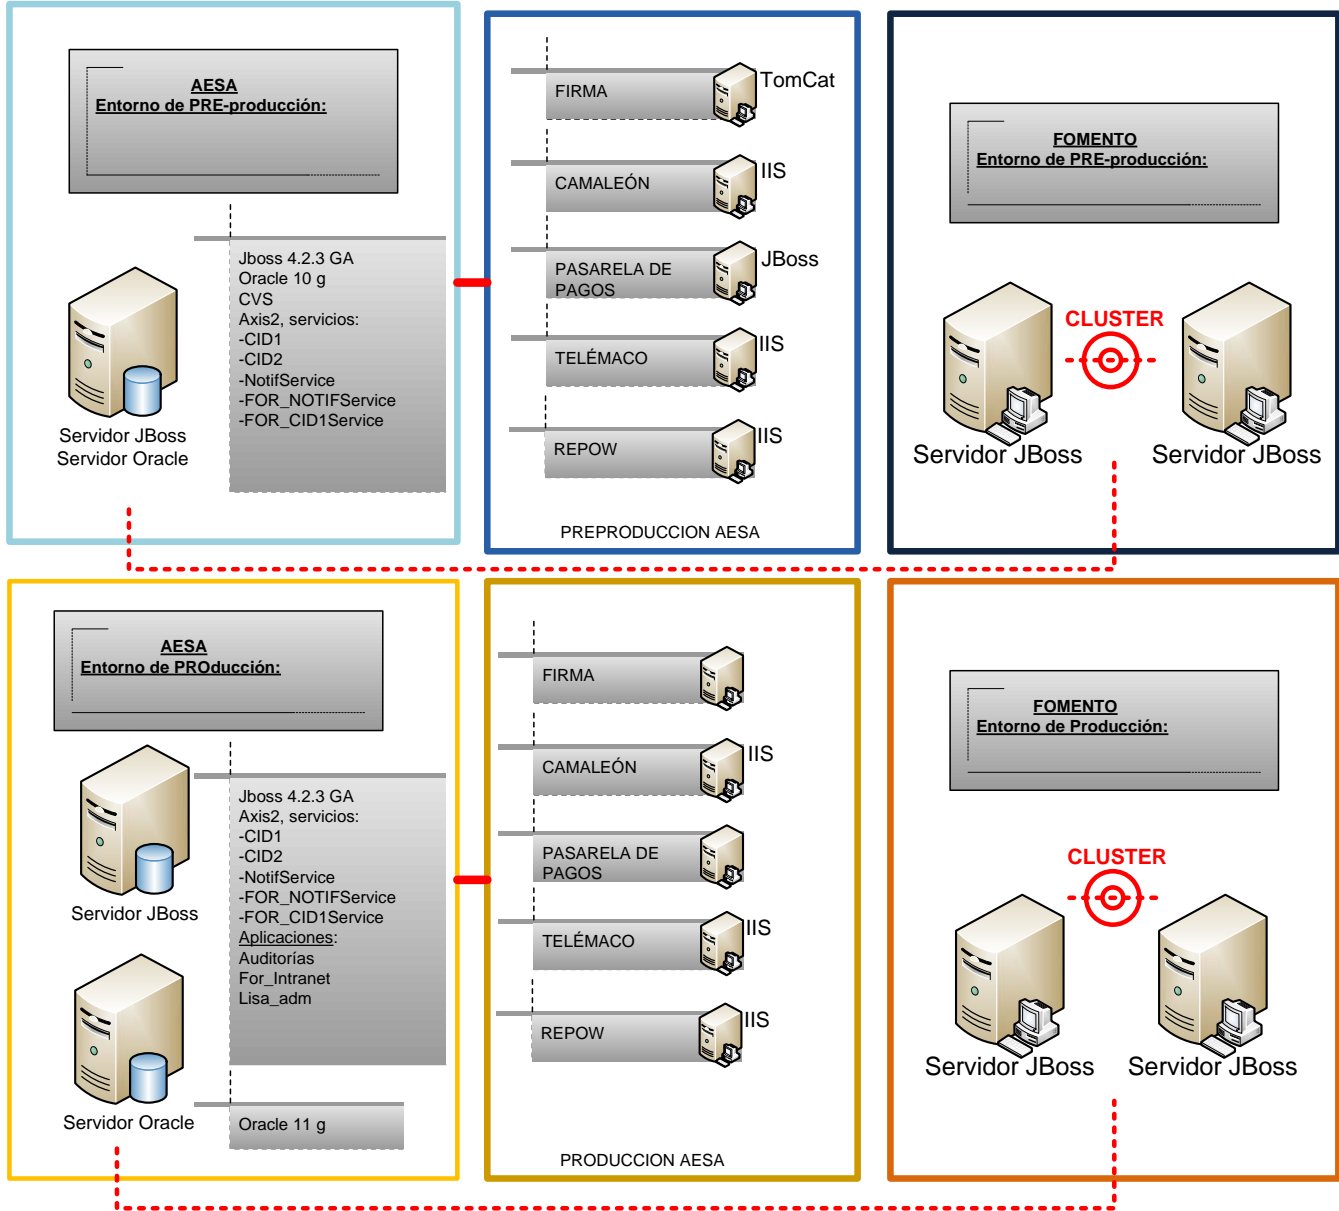 AESA
Entorno de PRE-producción:
Jboss 4.2.3 GA
Oracle 10 g
CVS
Axis2, servicios:
-CID1
-CID2
-NotifService
-FOR_NOTIFService
-FOR_CID1Service
Servidor JBoss
Servidor Oracle
FIRMA
TomCat
CAMALEÓN
IIS
PASARELA DE
PAGOS
JBoss
TELÉMACO
IIS
REPOW
IIS
PREPRODUCCION AESA
FOMENTO
Entorno de PRE-producción:
CLUSTER
Servidor JBoss
Servidor JBoss
AESA
Entorno de PROducción:
Jboss 4.2.3 GA
Axis2, servicios:
-CID1
-CID2
-NotifService
-FOR_NOTIFService
-FOR_CID1Service
Aplicaciones:
Auditorías
For_Intranet
Lisa_adm
Servidor JBoss
Servidor Oracle
Oracle 11 g
FIRMA
CAMALEÓN
IIS
PASARELA DE
PAGOS
TELÉMACO
IIS
REPOW
IIS
PRODUCCION AESA
FOMENTO
Entorno de Producción:
CLUSTER
Servidor JBoss
Servidor JBoss